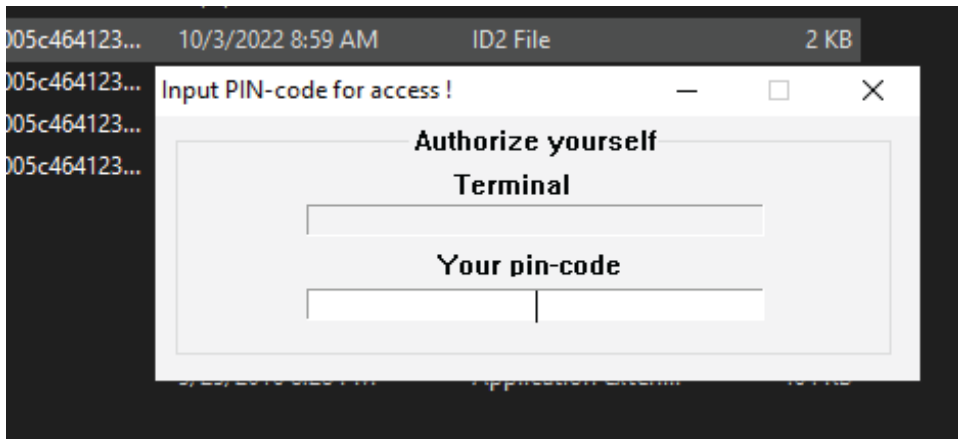 005c464123... 10/3/2022 8:59 AM ID2 File 2 KB
005c464123...
Input PIN-code for access !
005c464123...
Authorize yourself
005c464123...
Terminal
Your pin-code